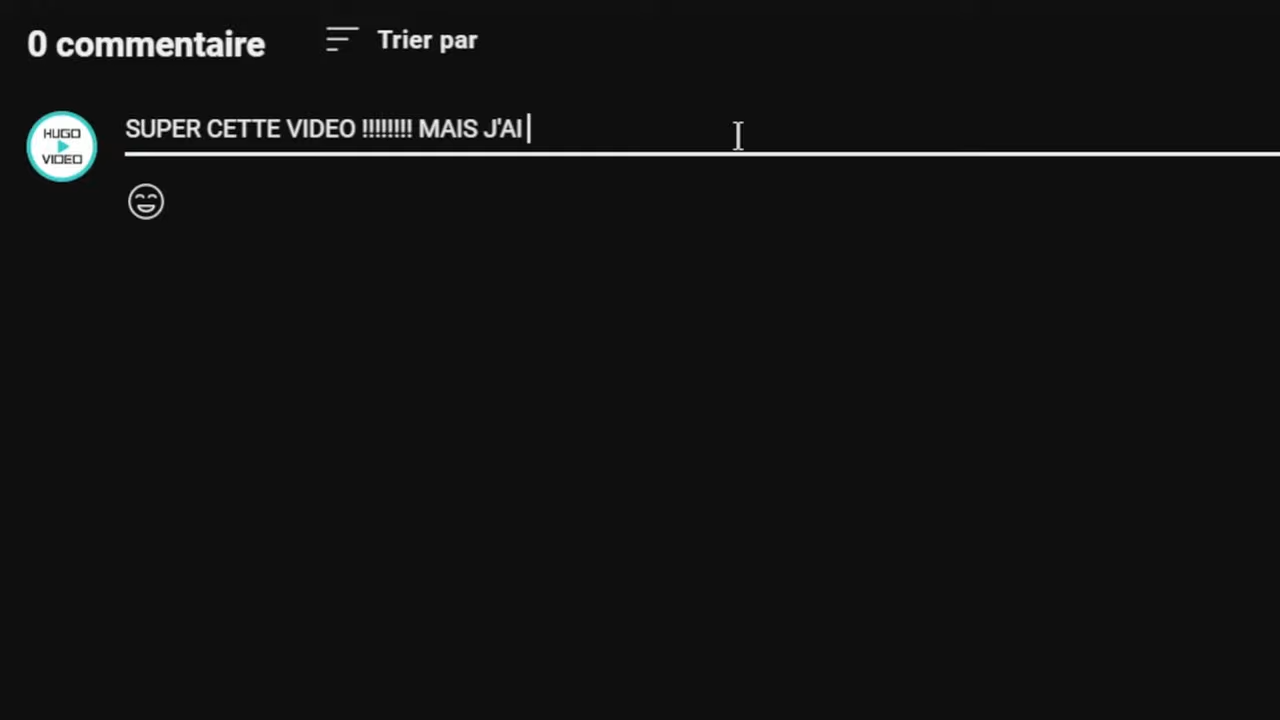 0 commentaire
Trier par
HUGO
VIDEO
SUPER CETTE VIDEO !!!!!!!! MAIS J'AI